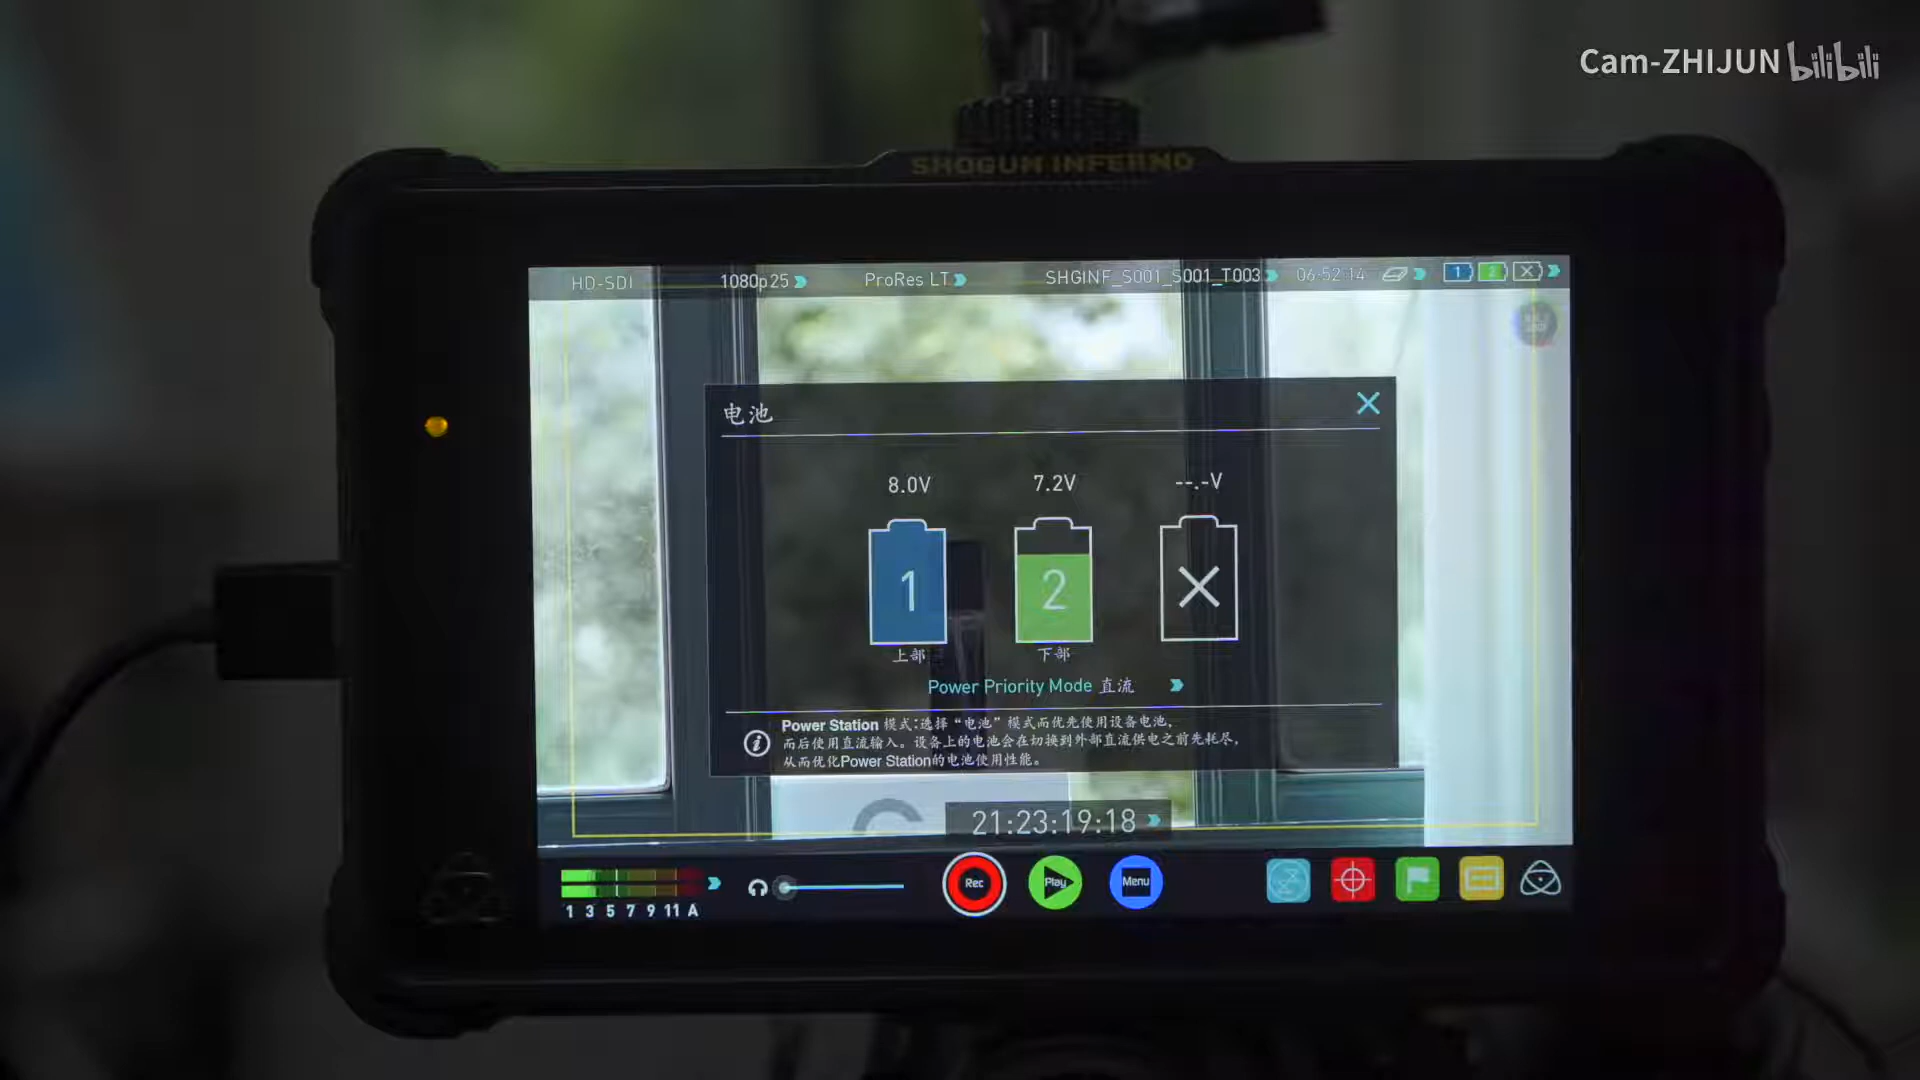 Cam-ZHIJUN bilibili
SHOGUN INFERNO
HD-SDI 1080p25 ProRes LT SHGINF_S001_S001_T003 06:52:14 1 2
电池
8.0V 7.2V --.-V
1 2
上部 下部
Power Priority Mode 直流
Power Station 模式:选择“电池”模式而优先使用设备电池,
而后使用直流输入。设备上的电池会在切换到外部直流供电之前先耗尽,
从而优化Power Station的电池使用性能。
21:23:19:18
Rec Play Menu
1 3 5 7 9 11 A